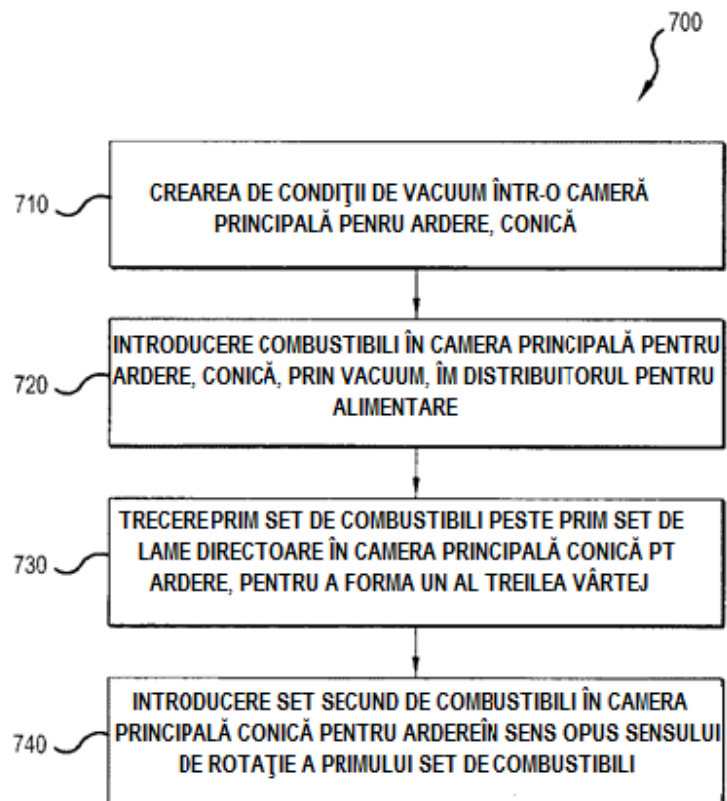 700
710
CREAREA DE CONDIŢII DE VACUUM ÎNTR-O CAMERĂ
PRINCIPALĂ PENRU ARDERE, CONICĂ
720
INTRODUCERE COMBUSTIBILI ÎN CAMERA PRINCIPALĂ PENTRU
ARDERE, CONICĂ, PRIN VACUUM, ÎM DISTRIBUITORUL PENTRU
ALIMENTARE
730
TRECERE PRIM SET DE COMBUSTIBILI PESTE PRIM SET DE
LAME DIRECTOARE ÎN CAMERA PRINCIPALĂ CONICĂ PT
ARDERE, PENTRU A FORMA UN AL TREILEA VÂRTEJ
740
INTRODUCERE SET SECUND DE COMBUSTIBILI ÎN CAMERA
PRINCIPALĂ CONICĂ PENTRU ARDEREÎN SENS OPUS SENSULUI
DE ROTAŢIE A PRIMULUI SET DE COMBUSTIBILI